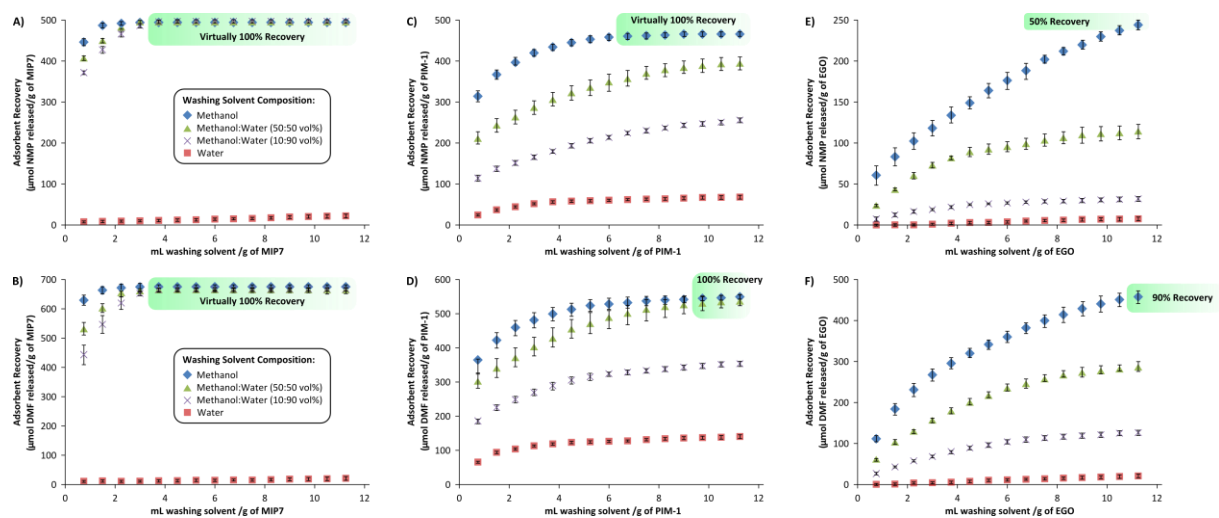 A)
Adsorbent Recovery
(µmol NMP released/g of MIP7)
500
400
300
200
100
0
Virtually 100% Recovery
Washing Solvent Composition:
Methanol
Methanol:Water (50:50 vol%)
Methanol:Water (10:90 vol%)
Water
0 2 4 6 8 10 12
mL washing solvent /g of MIP7
C)
Adsorbent Recovery
(µmol NMP released/g of PIM-1)
500
400
300
200
100
0
Virtually 100% Recovery
0 2 4 6 8 10 12
mL washing solvent /g of PIM-1
E)
Adsorbent Recovery
(µmol NMP released/g of EGO)
250
200
150
100
50
0
50% Recovery
0 2 4 6 8 10 12
mL washing solvent /g of EGO
B)
Adsorbent Recovery
(µmol DMF released/g of MIP7)
700
600
500
400
300
200
100
0
Virtually 100% Recovery
Washing Solvent Composition:
Methanol
Methanol:Water (50:50 vol%)
Methanol:Water (10:90 vol%)
Water
0 2 4 6 8 10 12
mL washing solvent /g of MIP7
D)
Adsorbent Recovery
(µmol DMF released/g of PIM-1)
600
500
400
300
200
100
0
100% Recovery
0 2 4 6 8 10 12
mL washing solvent /g of PIM-1
F)
Adsorbent Recovery
(µmol DMF released/g of EGO)
500
400
300
200
100
0
90% Recovery
0 2 4 6 8 10 12
mL washing solvent /g of EGO